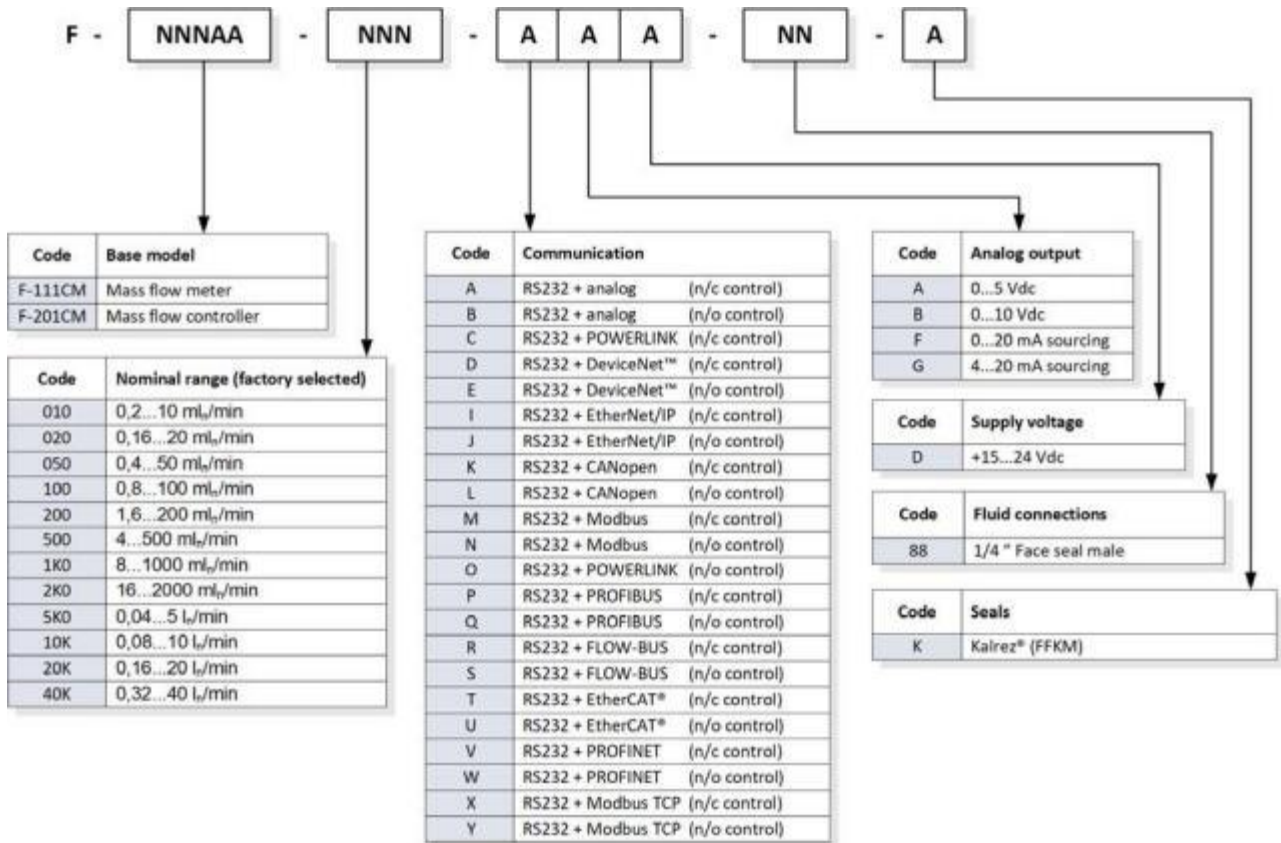 F - NNNAA - NNN - A A A - NN - A
Code Base model
F-111CM Mass flow meter
F-201CM Mass flow controller
Code Nominal range (factory selected)
010 0,2...10 mlₙ/min
020 0,16...20 mlₙ/min
050 0,4...50 mlₙ/min
100 0,8...100 mlₙ/min
200 1,6...200 mlₙ/min
500 4...500 mlₙ/min
1K0 8...1000 mlₙ/min
2K0 16...2000 mlₙ/min
5K0 0,04...5 lₙ/min
10K 0,08...10 lₙ/min
20K 0,16...20 lₙ/min
40K 0,32...40 lₙ/min
Code Communication
A RS232 + analog (n/c control)
B RS232 + analog (n/o control)
C RS232 + POWERLINK (n/c control)
D RS232 + DeviceNet™ (n/c control)
E RS232 + DeviceNet™ (n/o control)
I RS232 + EtherNet/IP (n/c control)
J RS232 + EtherNet/IP (n/o control)
K RS232 + CANopen (n/c control)
L RS232 + CANopen (n/o control)
M RS232 + Modbus (n/c control)
N RS232 + Modbus (n/o control)
O RS232 + POWERLINK (n/o control)
P RS232 + PROFIBUS (n/c control)
Q RS232 + PROFIBUS (n/o control)
R RS232 + FLOW-BUS (n/c control)
S RS232 + FLOW-BUS (n/o control)
T RS232 + EtherCAT® (n/c control)
U RS232 + EtherCAT® (n/o control)
V RS232 + PROFINET (n/c control)
W RS232 + PROFINET (n/o control)
X RS232 + Modbus TCP (n/c control)
Y RS232 + Modbus TCP (n/o control)
Code Analog output
A 0...5 Vdc
B 0...10 Vdc
F 0...20 mA sourcing
G 4...20 mA sourcing
Code Supply voltage
D +15...24 Vdc
Code Fluid connections
88 1/4 " Face seal male
Code Seals
K Kalrez® (FFKM)